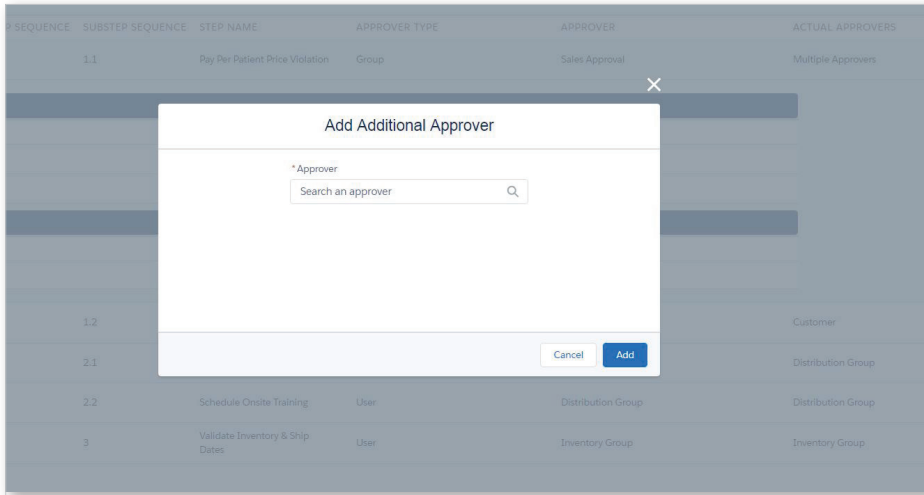 P SEQUENCE SUBSTEP SEQUENCE STEP NAME APPROVER TYPE APPROVER ACTUAL APPROVERS
1.1 Pay Per Patient Price Violation Group Sales Approval Multiple Approvers
Add Additional Approver
* Approver
Search an approver
1.2 Customer
Cancel Add
2.1 Distribution Group
2.2 Schedule Onsite Training User Distribution Group Distribution Group
3 Validate Inventory & Ship User Inventory Group Inventory Group
Dates